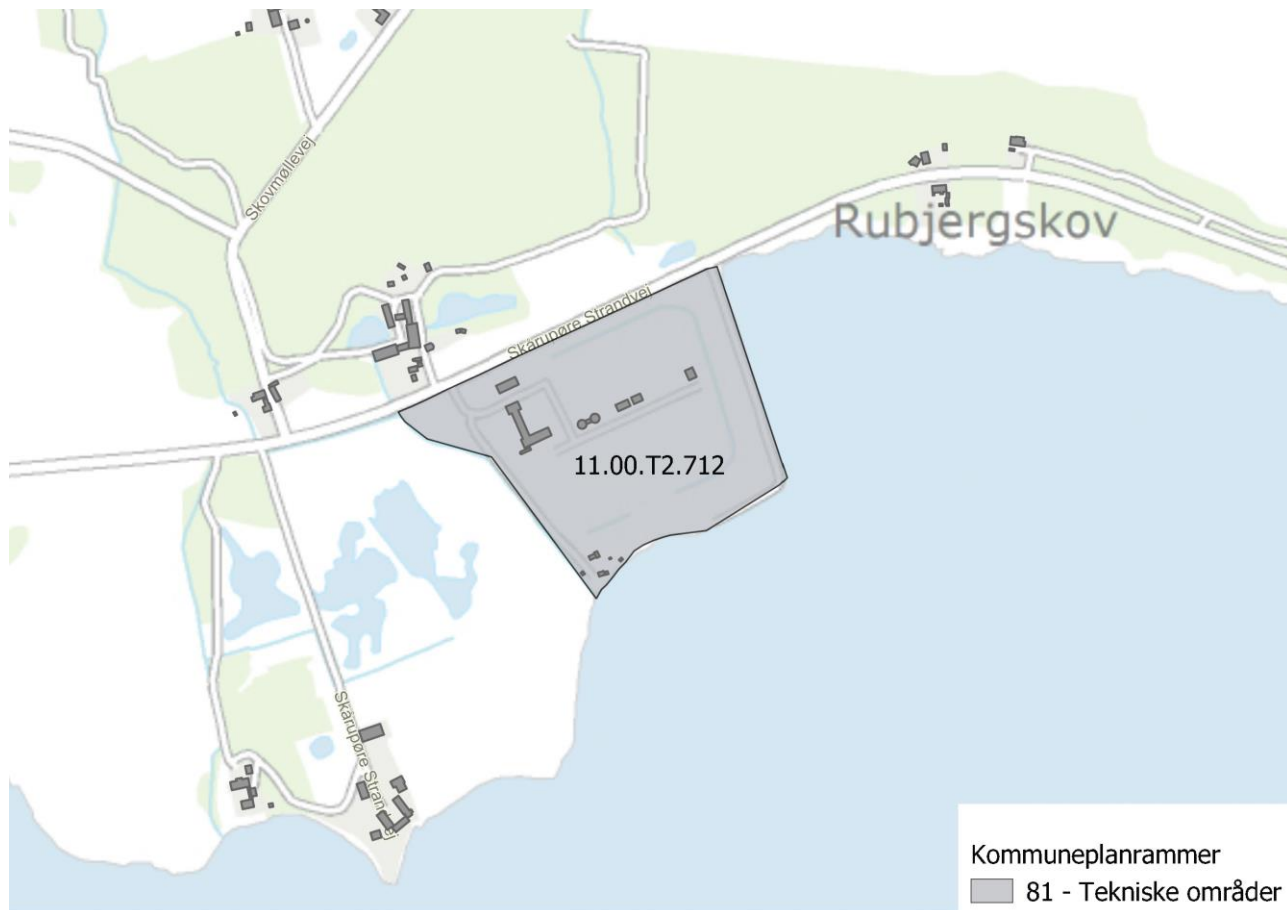 Skovmøllevej
Rubjergskov
Skårupøre Strandvej
11.00.T2.712
Skårupøre Strandvej
Kommuneplanrammer
81 - Tekniske områder